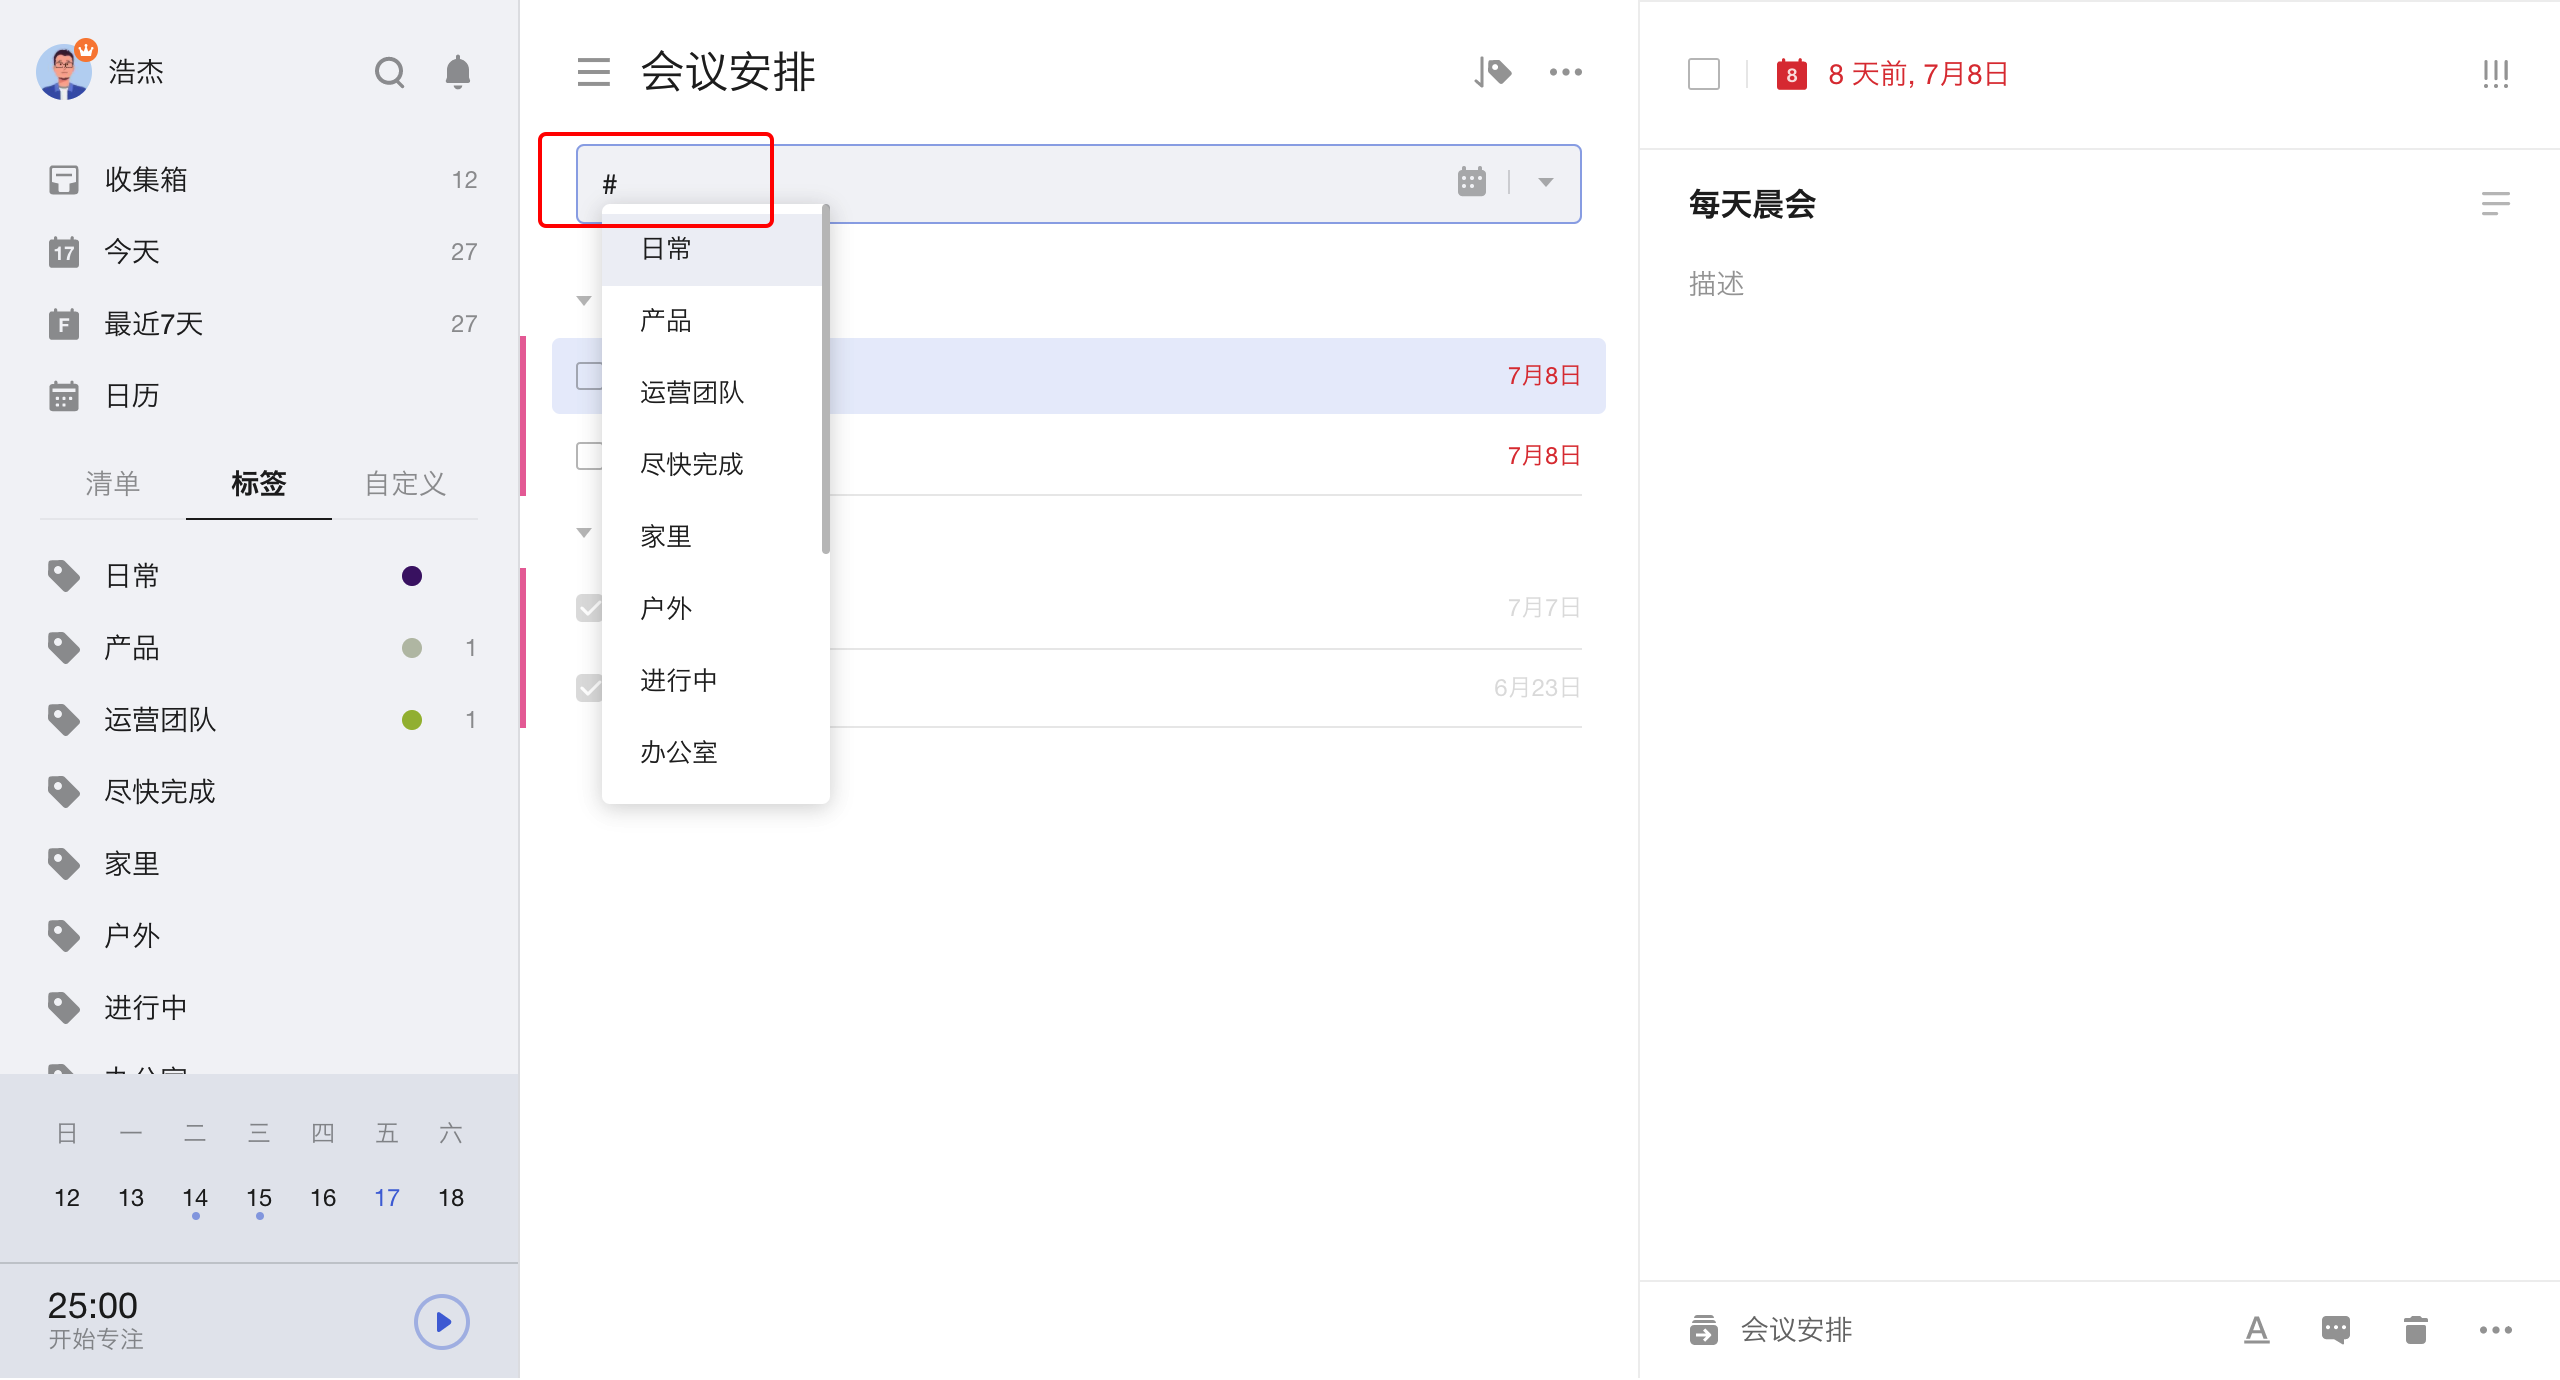 浩杰
收集箱 12
17 今天 27
F 最近7天 27
日历
清单 标签 自定义
日常
产品 1
运营团队 1
尽快完成
家里
户外
进行中
办公室
日 一 二 三 四 五 六
12 13 14 15 16 17 18
25:00
开始专注
会议安排
#
日常
产品
运营团队
尽快完成
家里
户外
进行中
办公室
7月8日
7月8日
7月7日
6月23日
8 8 天前, 7月8日
每天晨会
描述
会议安排
A